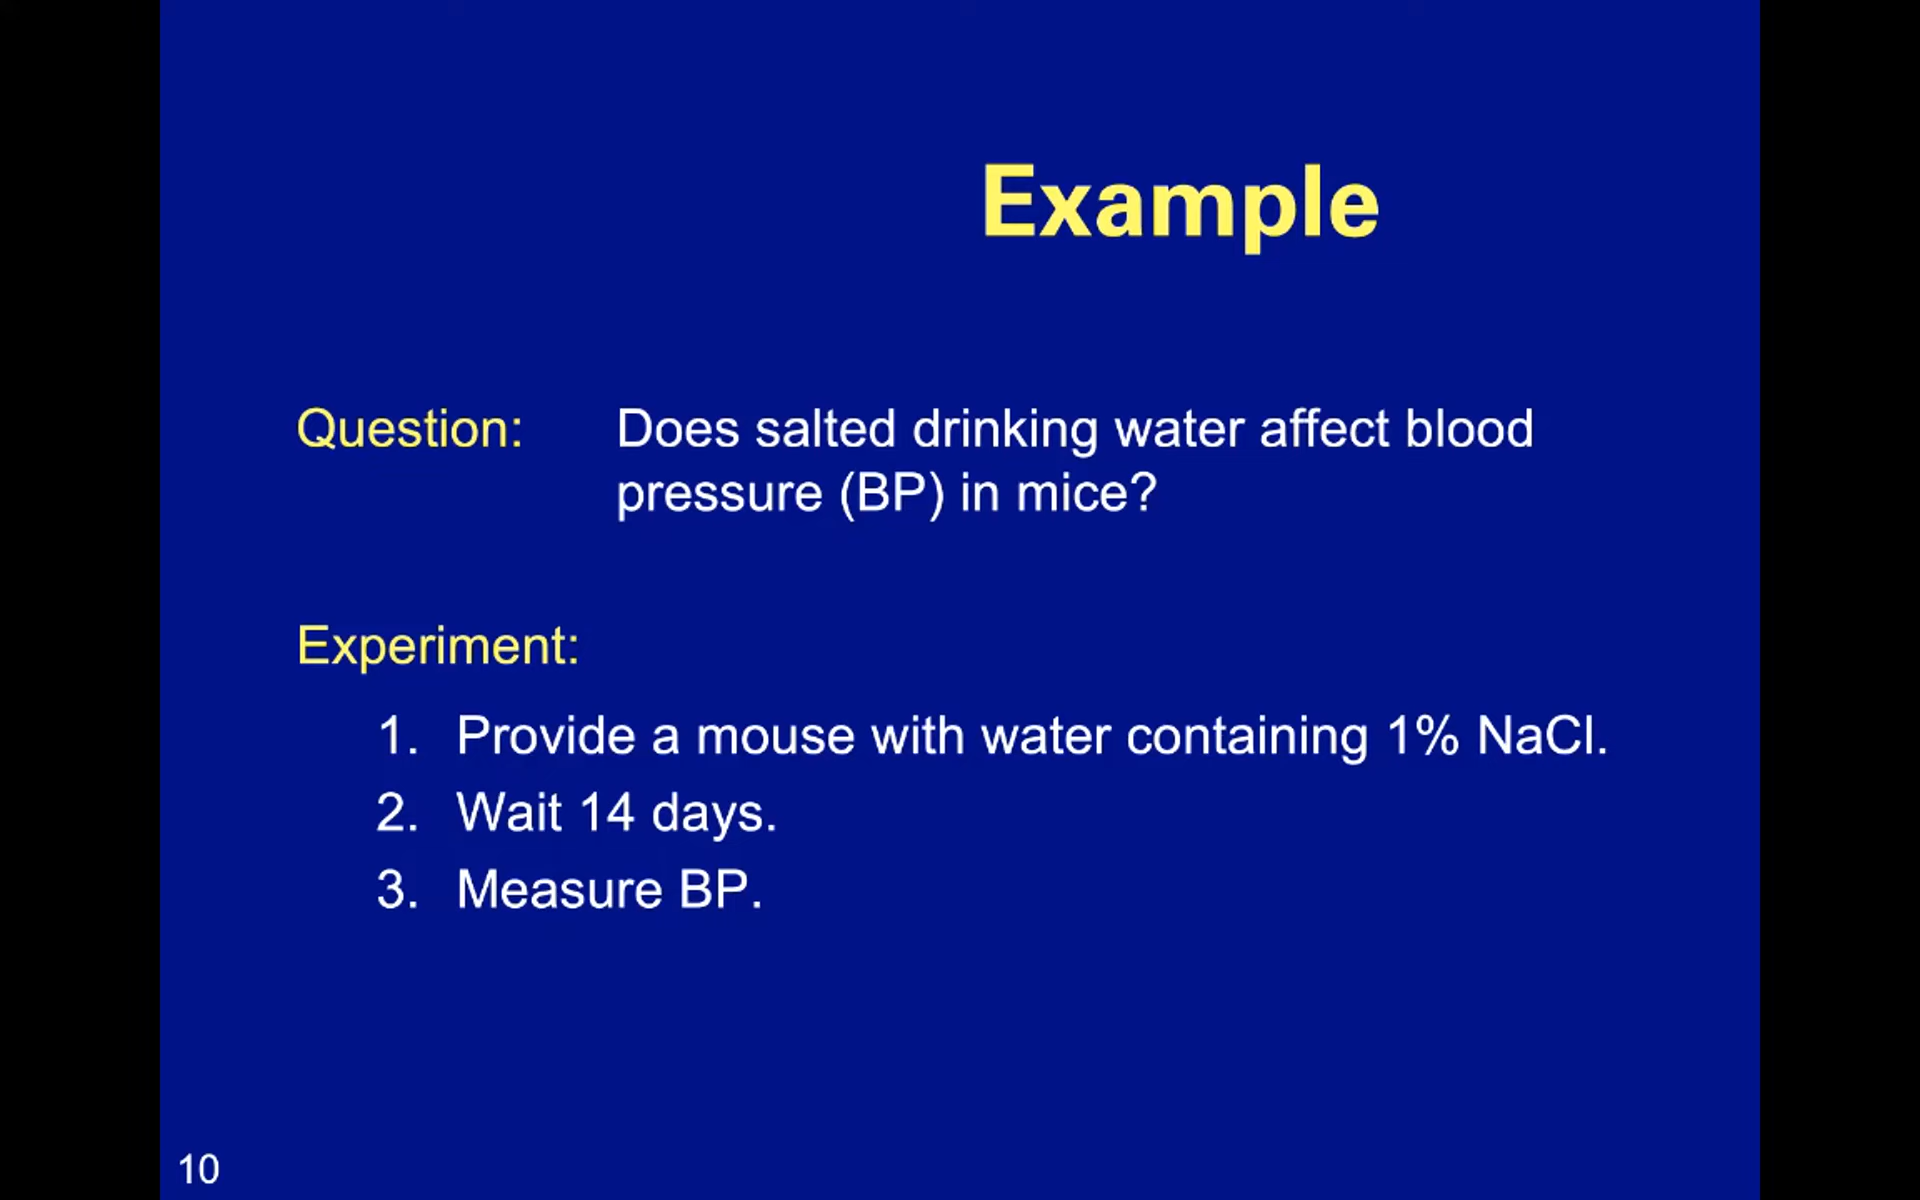 Example
Question: Does salted drinking water affect blood
pressure (BP) in mice?
Experiment:
1. Provide a mouse with water containing 1% NaCl.
2. Wait 14 days.
3. Measure BP.
10